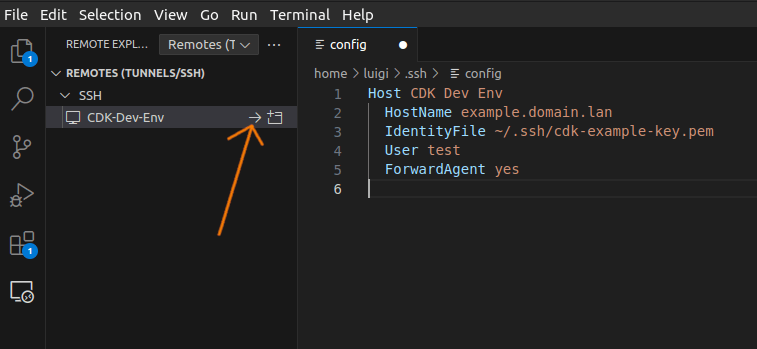 File Edit Selection View Go Run Terminal Help
REMOTE EXPL... Remotes (T ...
REMOTES (TUNNELS/SSH)
SSH
CDK-Dev-Env
1
1
config
home > luigi > .ssh > config
1 Host CDK Dev Env
2 HostName example.domain.lan
3 IdentityFile ~/.ssh/cdk-example-key.pem
4 User test
5 ForwardAgent yes
6